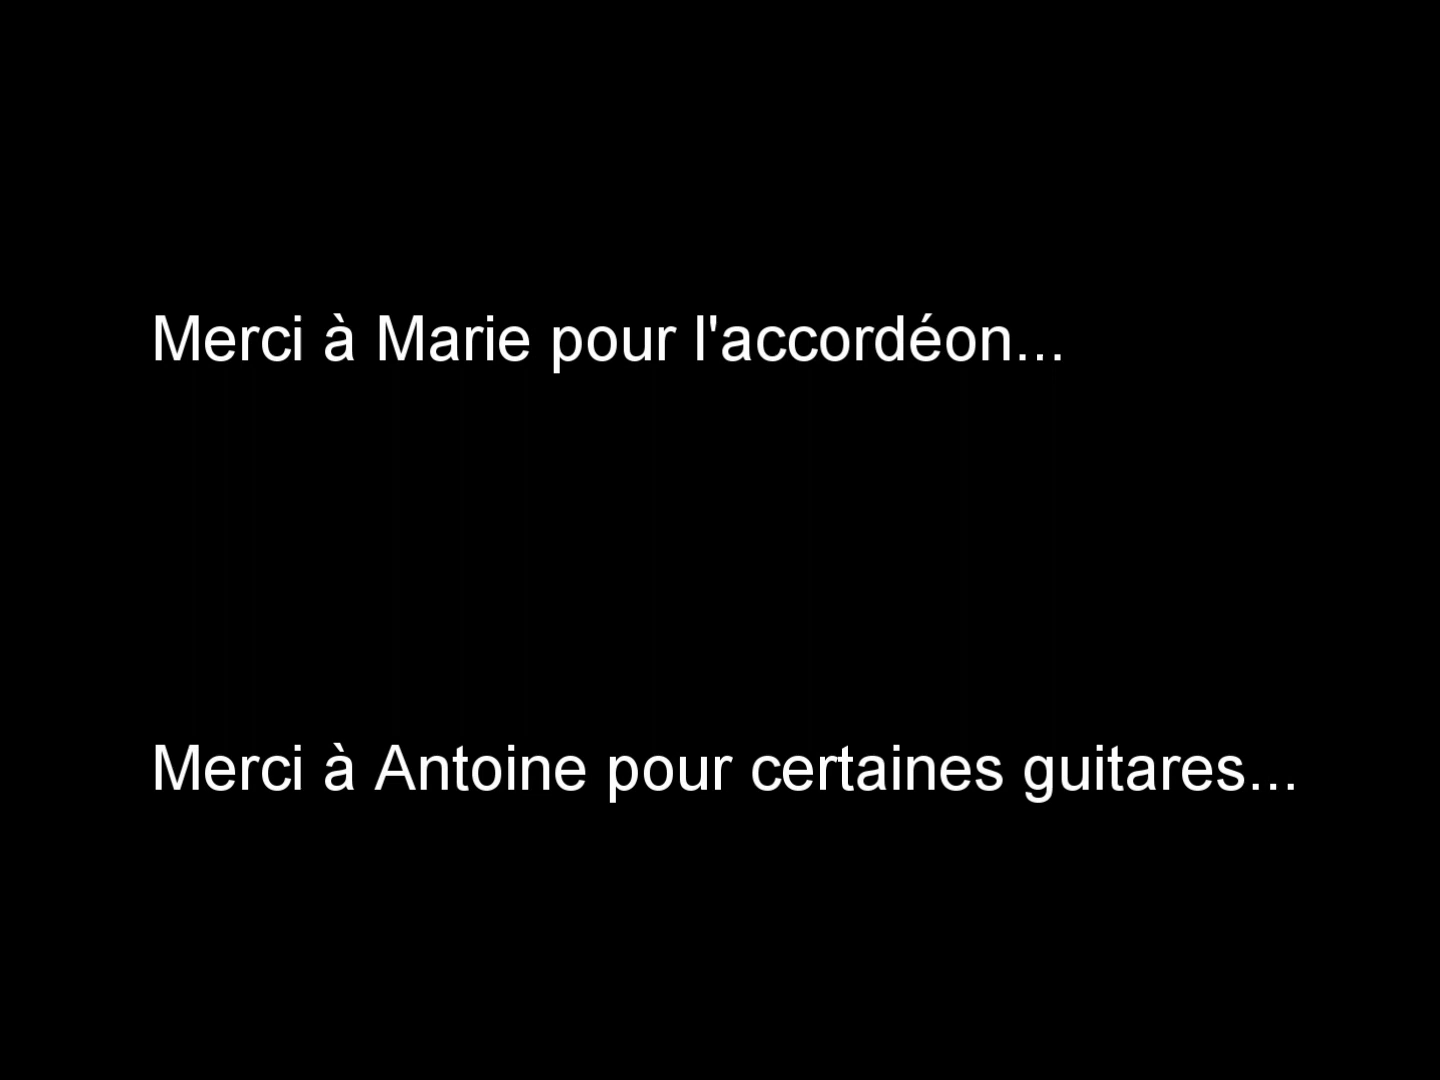 Merci à Marie pour l'accordéon...
Merci à Antoine pour certaines guitares...